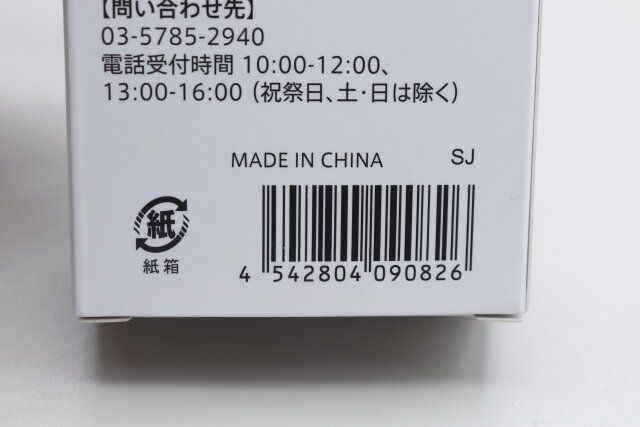 【問い合わせ先】
03-5785-2940
電話受付時間 10:00-12:00、
13:00-16:00（祝祭日、土・日は除く）
MADE IN CHINA SJ
紙
紙箱
4 542804 090826